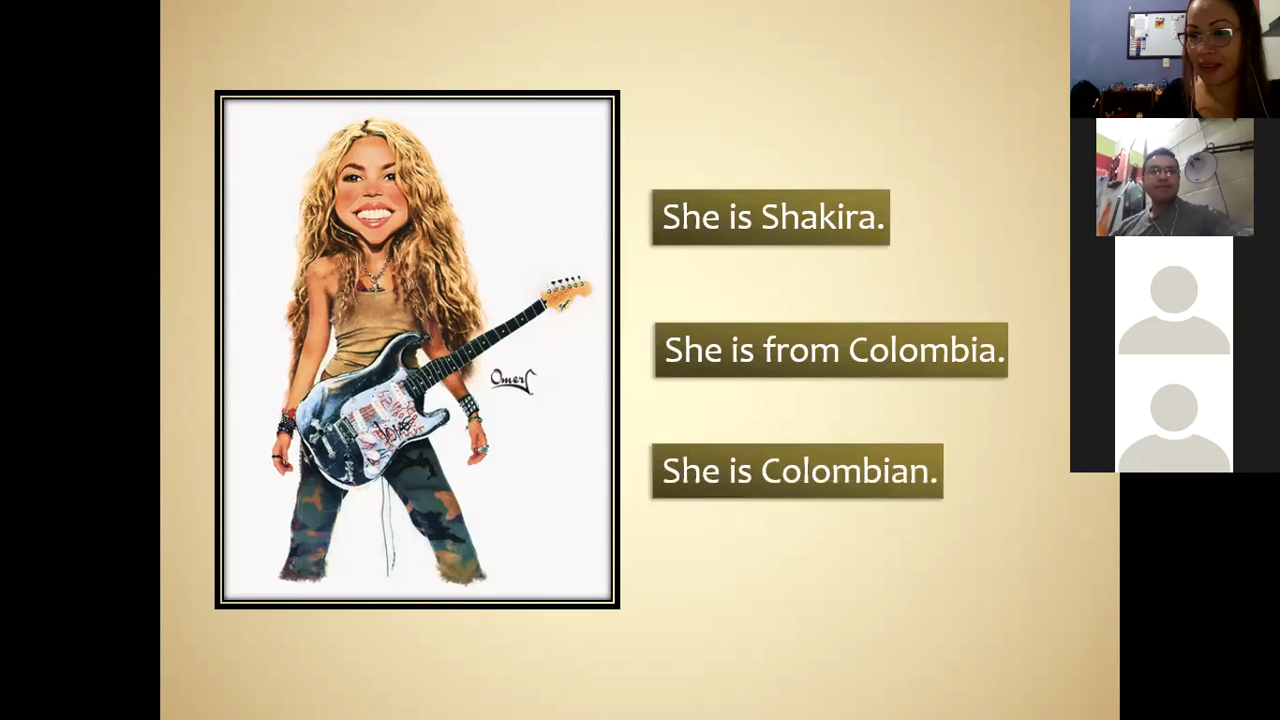 She is Shakira.
She is from Colombia.
She is Colombian.
Omer